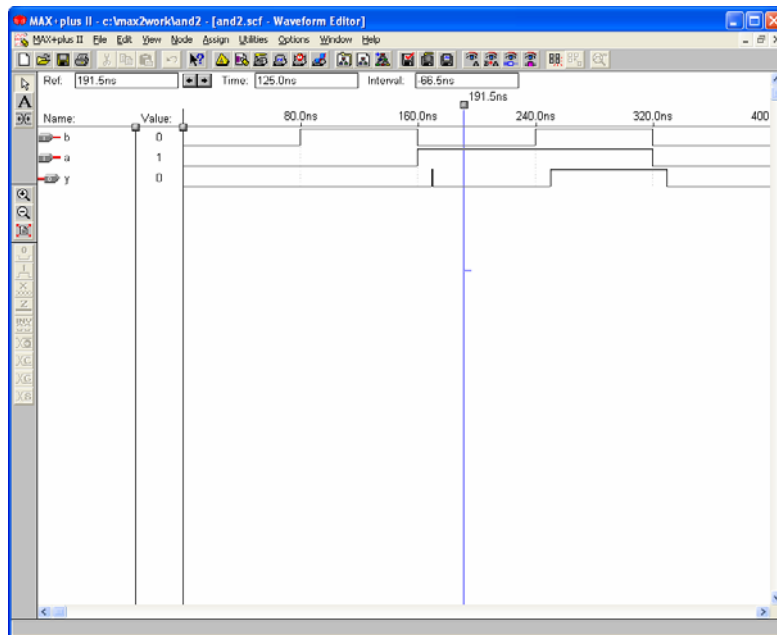 MAX+plus II - c:\max2work\and2 - [and2.scf - Waveform Editor]
MAX+plus II File Edit View Node Assign Utilities Options Window Help
Ref: 191.5ns Time: 125.0ns Interval: -66.5ns
191.5ns
Name: Value: 80.0ns 160.0ns 240.0ns 320.0ns 400
b 0
a 1
y 0